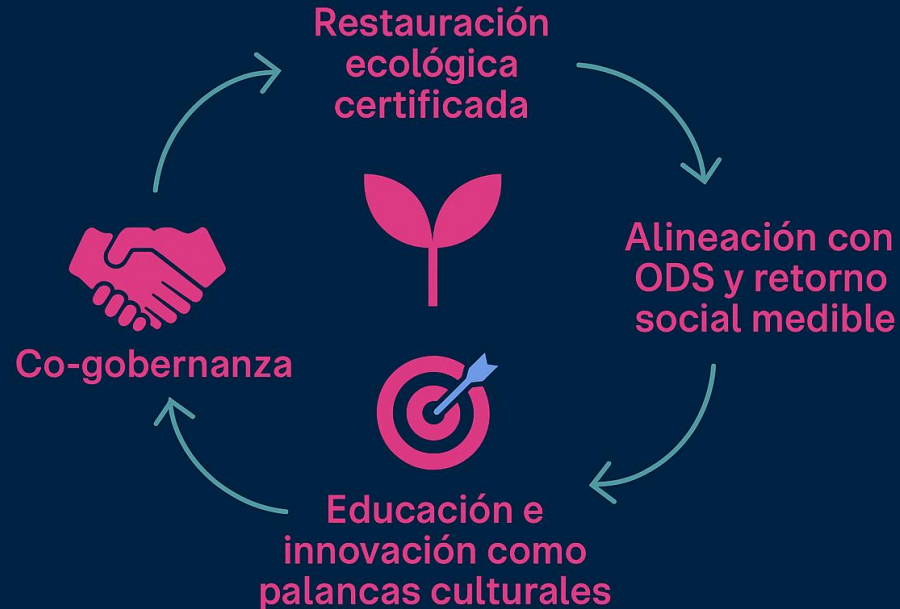 Restauración
ecológica
certificada
Alineación con
ODS y retorno
social medible
Co-gobernanza
Educación e
innovación como
palancas culturales